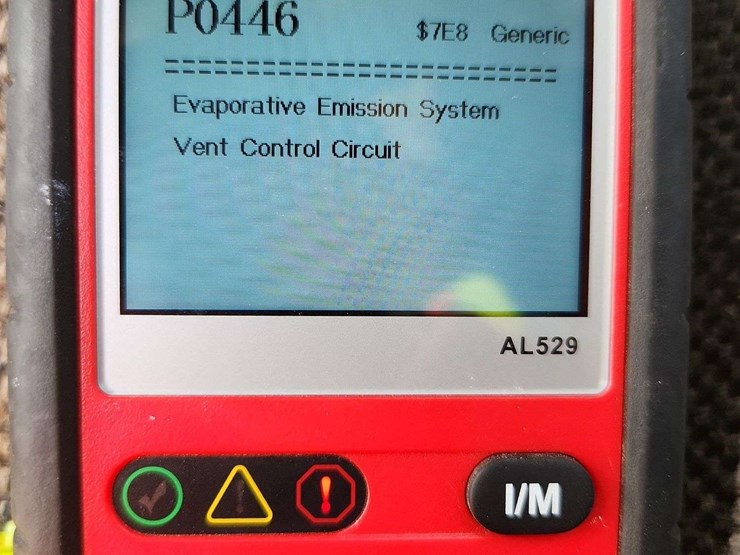 P0446
$7E8 Generic
================================
Evaporative Emission System
Vent Control Circuit
AL529
I/M